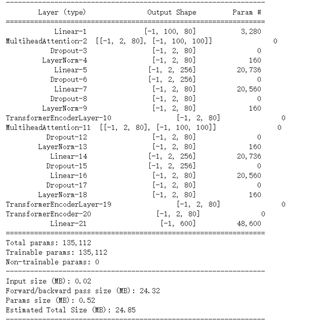 Layer (type) Output Shape Param #
Linear-1 [-1, 100, 80] 3,280
MultiheadAttention-2 [[-1, 2, 80], [-1, 100, 100]] 0
Dropout-3 [-1, 2, 80] 0
LayerNorm-4 [-1, 2, 80] 160
Linear-5 [-1, 2, 256] 20,736
Dropout-6 [-1, 2, 256] 0
Linear-7 [-1, 2, 80] 20,560
Dropout-8 [-1, 2, 80] 0
LayerNorm-9 [-1, 2, 80] 160
TransformerEncoderLayer-10 [-1, 2, 80] 0
MultiheadAttention-11 [[-1, 2, 80], [-1, 100, 100]] 0
Dropout-12 [-1, 2, 80] 0
LayerNorm-13 [-1, 2, 80] 160
Linear-14 [-1, 2, 256] 20,736
Dropout-15 [-1, 2, 256] 0
Linear-16 [-1, 2, 80] 20,560
Dropout-17 [-1, 2, 80] 0
LayerNorm-18 [-1, 2, 80] 160
TransformerEncoderLayer-19 [-1, 2, 80] 0
TransformerEncoder-20 [-1, 2, 80] 0
Linear-21 [-1, 600] 48,600
Total params: 135,112
Trainable params: 135,112
Non-trainable params: 0
Input size (MB): 0.02
Forward/backward pass size (MB): 24.32
Params size (MB): 0.52
Estimated Total Size (MB): 24.85